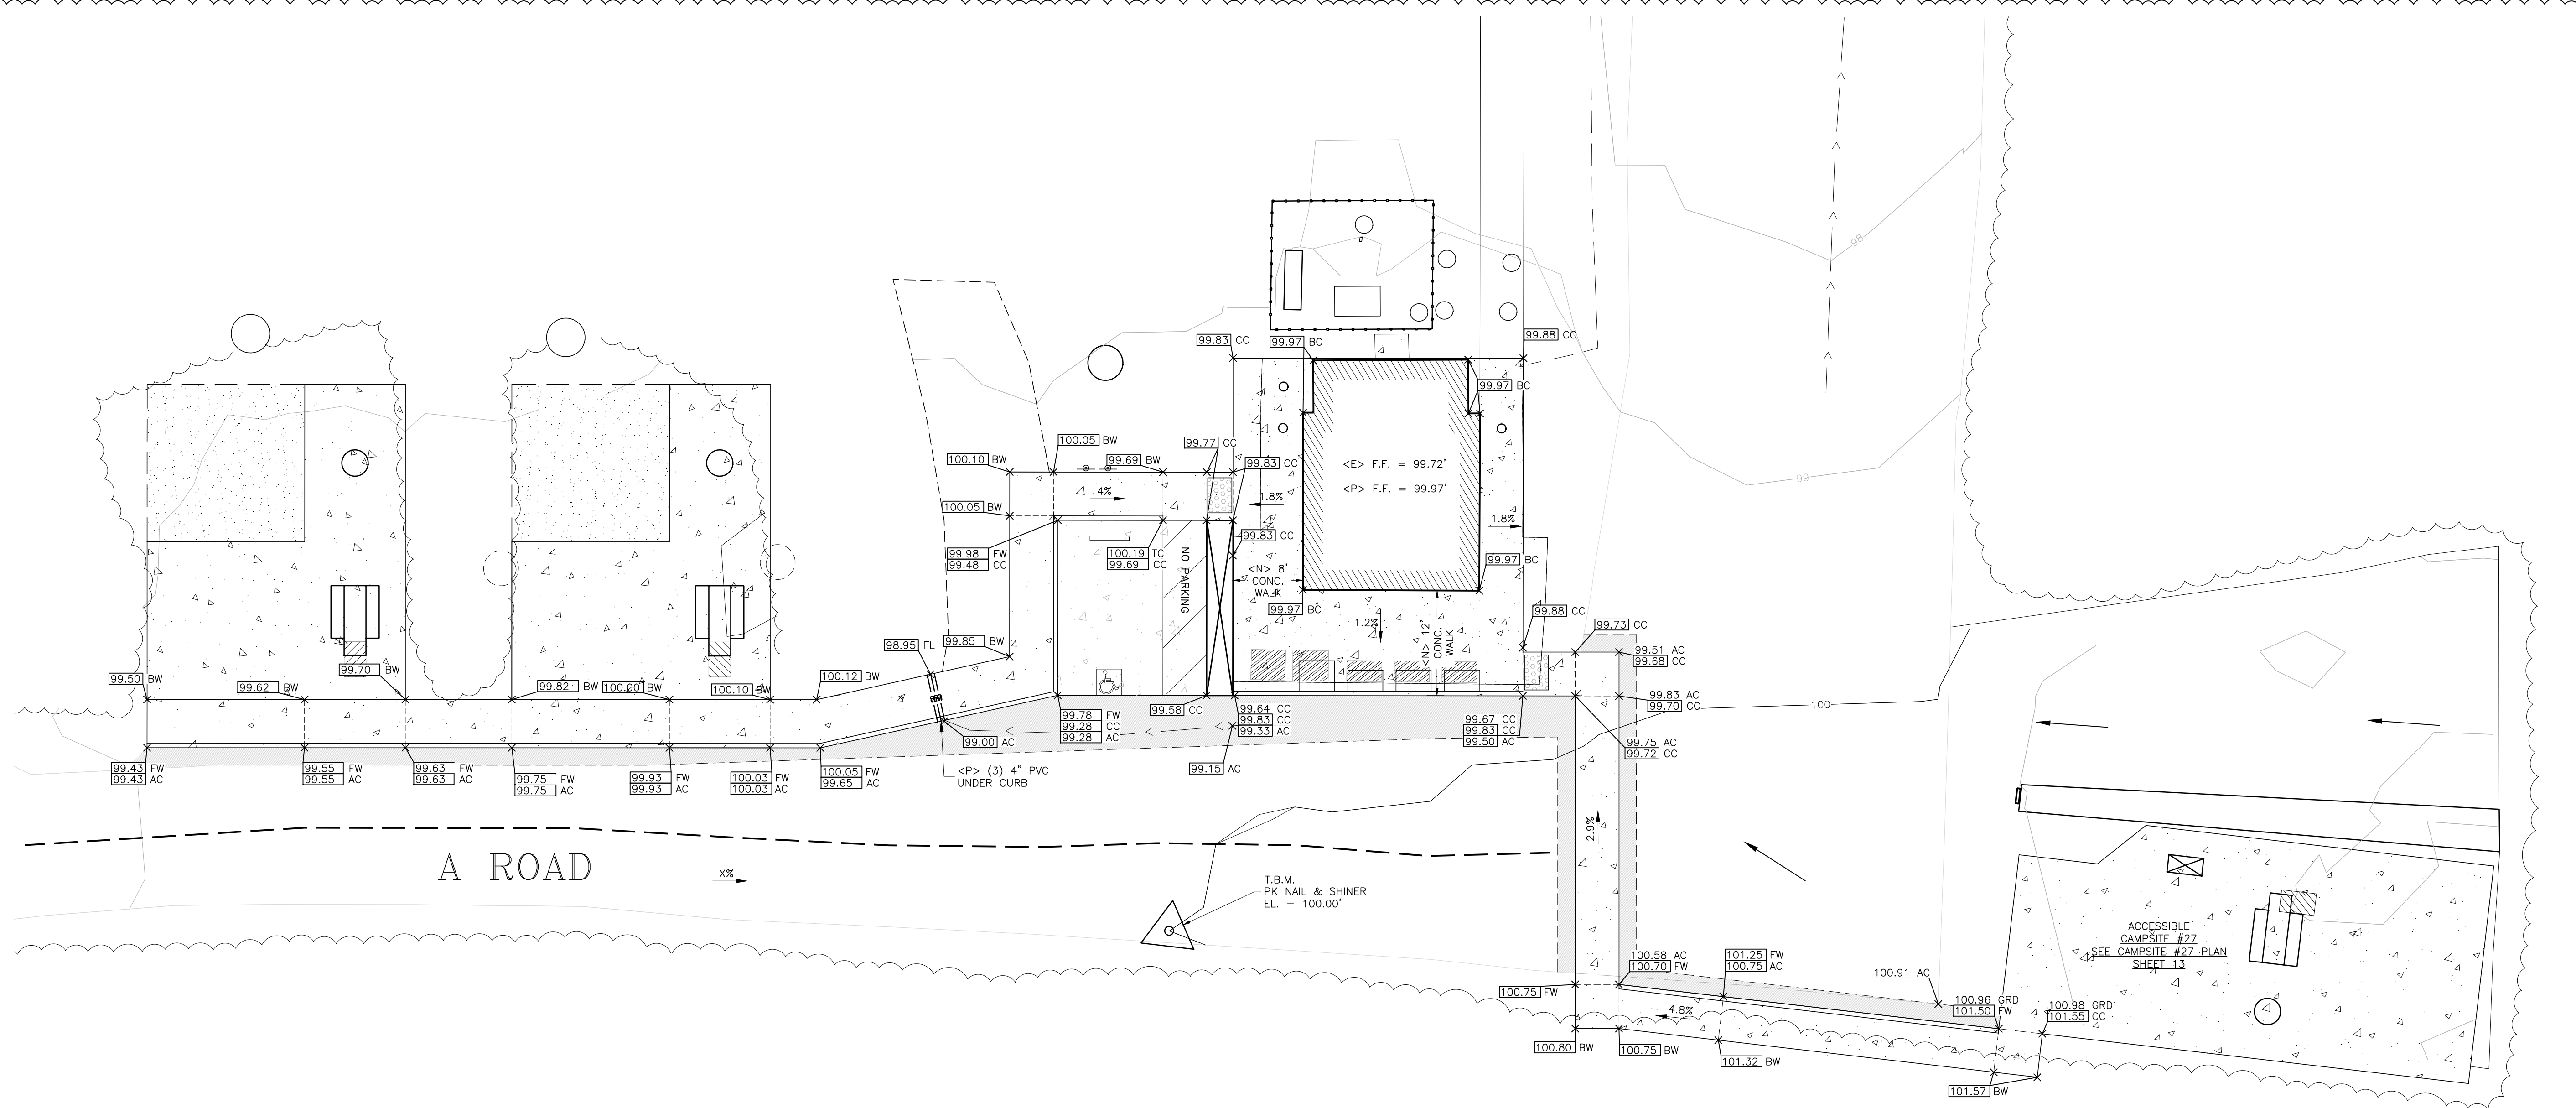 98
99.83 CC
99.97 BC
99.88 CC
99.97 BC
100.05 BW
99.77 CC
100.10 BW
99.69 BW
99.83 CC
<E> F.F. = 99.72'
<P> F.F. = 99.97'
99
4%
1.8%
1.8%
100.05 BW
99.83 CC
99.98 FW
99.48 CC
100.19 TC
99.69 CC
NO PARKING
<N> 8'
CONC.
WALK
99.97 BC
99.97 BC
99.88 CC
1.2%
<N> 12'
CONC.
WALK
99.73 CC
99.51 AC
99.68 CC
98.95 FL
99.85 BW
99.50 BW
99.70 BW
99.62 BW
99.82 BW
100.00 BW
100.10 BW
100.12 BW
99.83 AC
99.70 CC
100
99.58 CC
99.78 FW
99.28 CC
99.28 AC
99.64 CC
99.83 CC
99.33 AC
99.67 CC
99.83 CC
99.50 AC
99.00 AC
99.75 AC
99.72 CC
99.15 AC
99.43 FW
99.43 AC
99.55 FW
99.55 AC
99.63 FW
99.63 AC
99.75 FW
99.75 AC
99.93 FW
99.93 AC
100.03 FW
100.03 AC
100.05 FW
99.65 AC
<P> (3) 4" PVC
UNDER CURB
2.9%
A ROAD
X%
T.B.M.
PK NAIL & SHINER
EL. = 100.00'
ACCESSIBLE
CAMPSITE #27
SEE CAMPSITE #27 PLAN
SHEET 13
100.58 AC
100.70 FW
101.25 FW
100.75 AC
100.91 AC
100.75 FW
100.96 GRD
101.50 FW
100.98 GRD
101.55 CC
4.8%
100.80 BW
100.75 BW
101.32 BW
101.57 BW